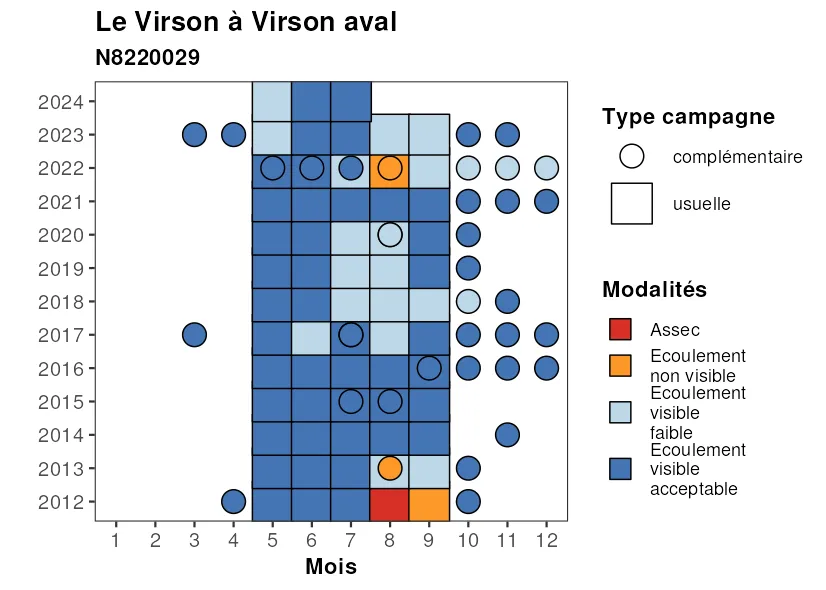 Le Virson à Virson aval
N8220029
2024
2023
2022
2021
2020
2019
2018
2017
2016
2015
2014
2013
2012
1 2 3 4 5 6 7 8 9 10 11 12
Mois
Type campagne
complémentaire
usuelle
Modalités
Assec
Ecoulement
non visible
Ecoulement
visible
faible
Ecoulement
visible
acceptable